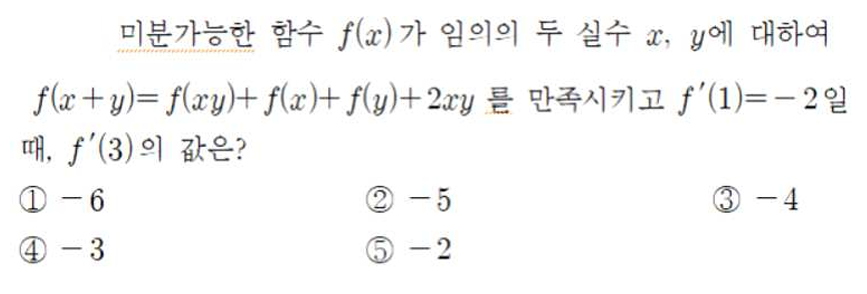 미분가능한 함수 f(x)가 임의의 두 실수 x, y에 대하여
f(x+y)=f(xy)+f(x)+f(y)+2xy 를 만족시키고 f′(1)=−2일
때, f′(3)의 값은?
① −6 ② −5 ③ −4
④ −3 ⑤ −2